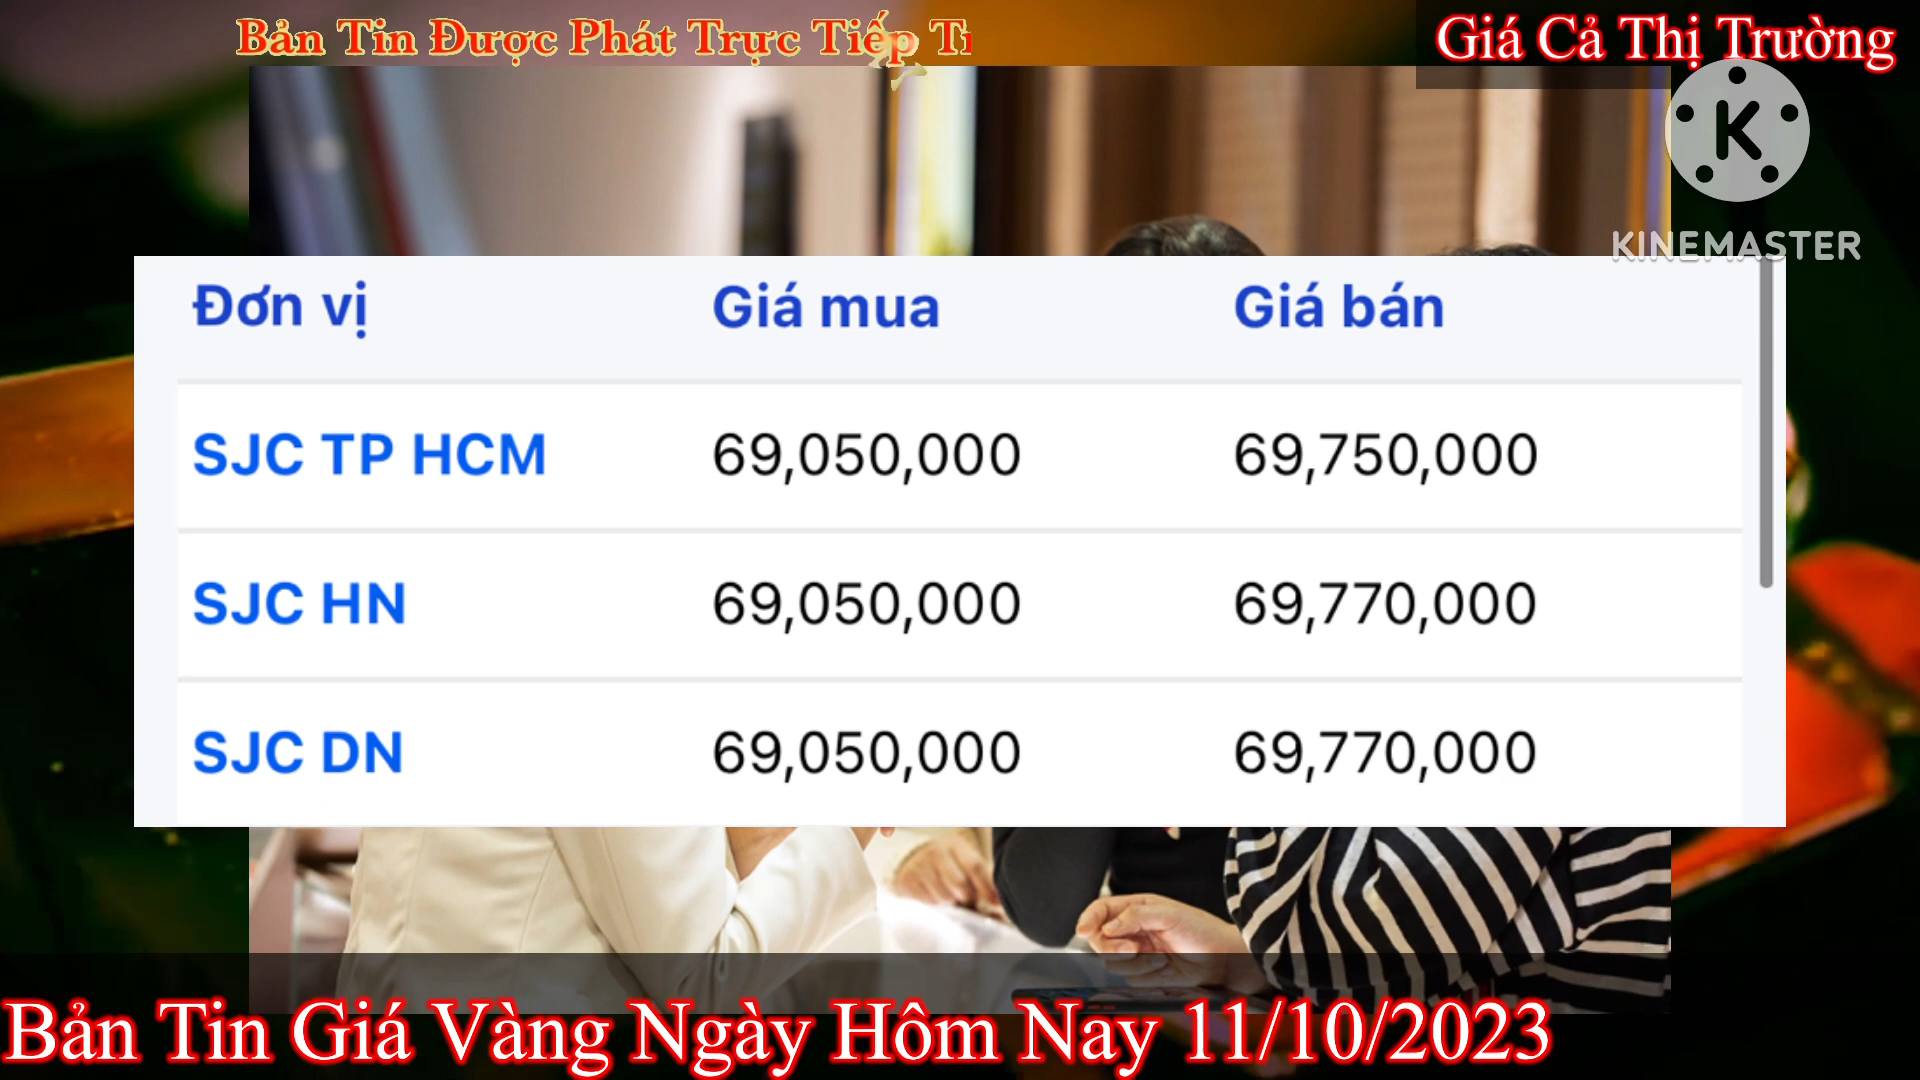 Bản Tin Được Phát Trực Tiếp
Giá Cả Thị Trường
K
KINEMASTER
Đơn vị Giá mua Giá bán
SJC TP HCM 69,050,000 69,750,000
SJC HN 69,050,000 69,770,000
SJC DN 69,050,000 69,770,000
Bản Tin Giá Vàng Ngày Hôm Nay 11/10/2023